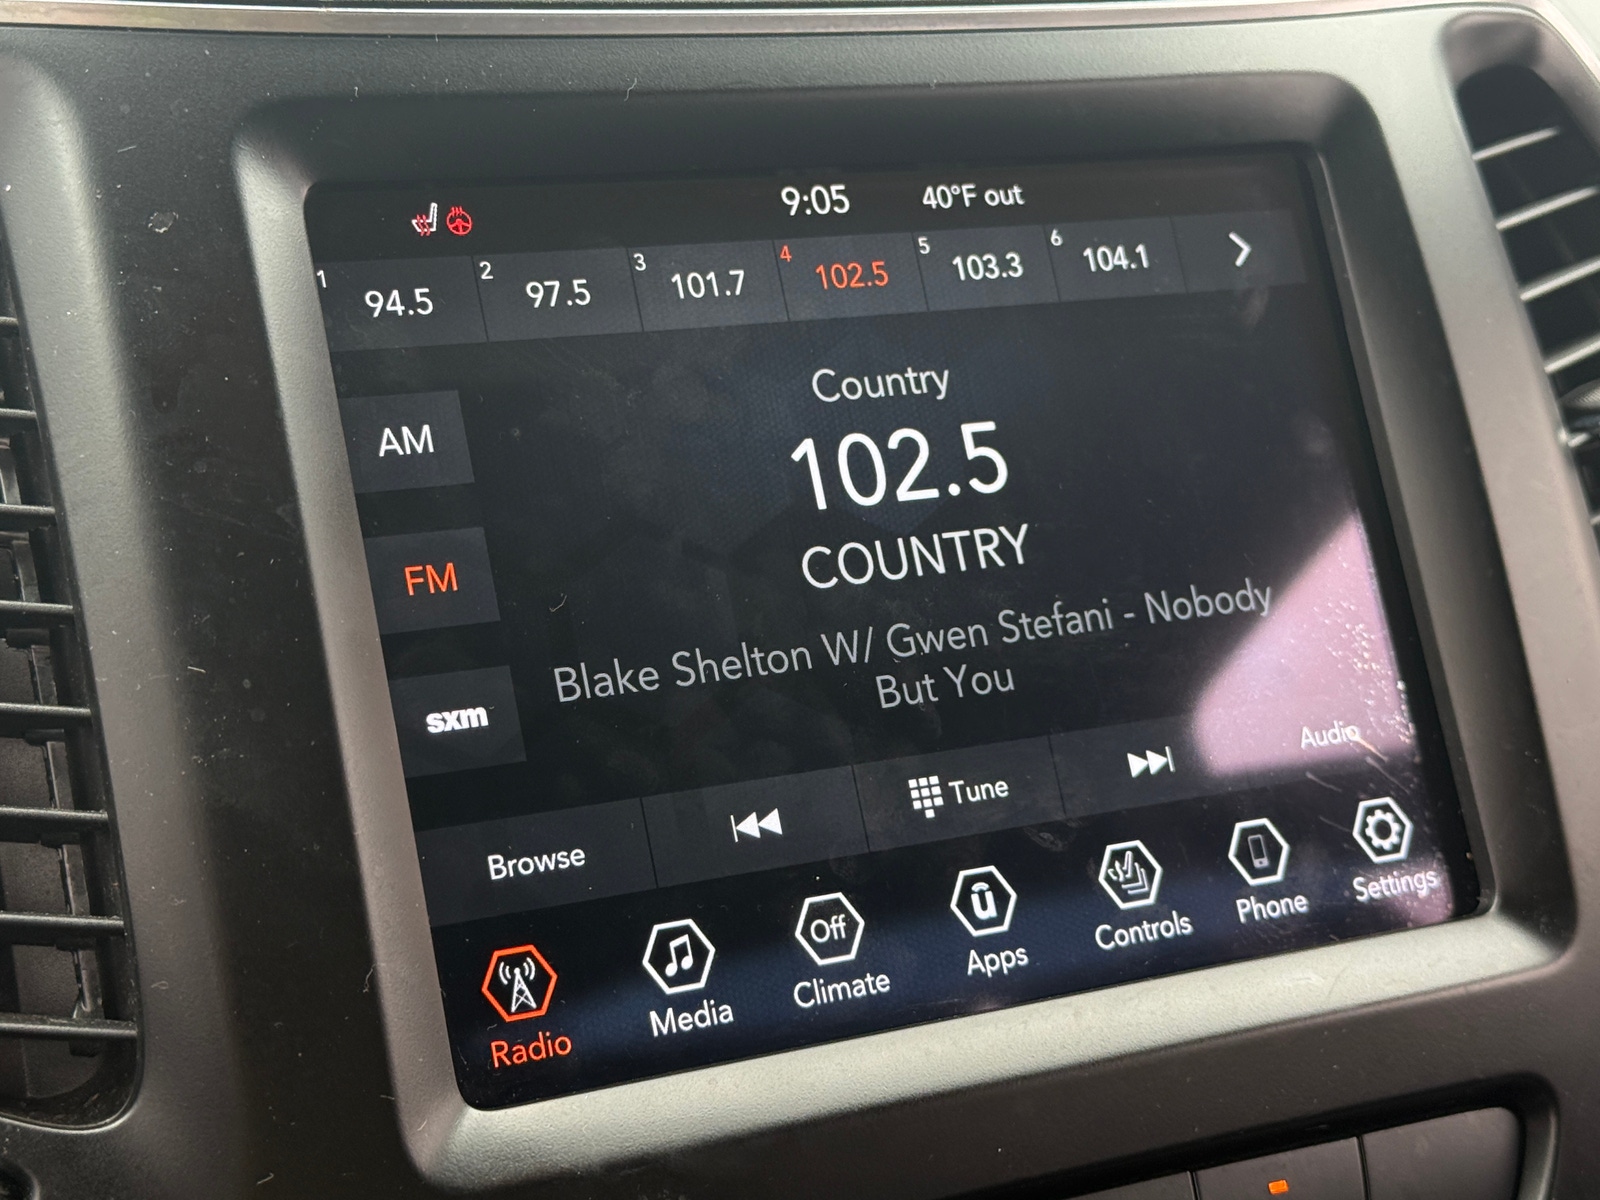 9:05 40°F out
1 94.5 2 97.5 3 101.7 4 102.5 5 103.3 6 104.1
Country
102.5
COUNTRY
Blake Shelton W/ Gwen Stefani - Nobody
But You
AM
FM
sxm
Browse Tune Audio
Off
Radio Media Climate Apps Controls Phone Settings